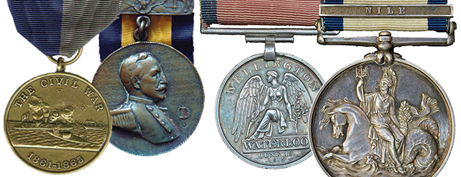 THE CIVIL WAR
1861-1865
WELLINGTON
WATERLOO
NILE